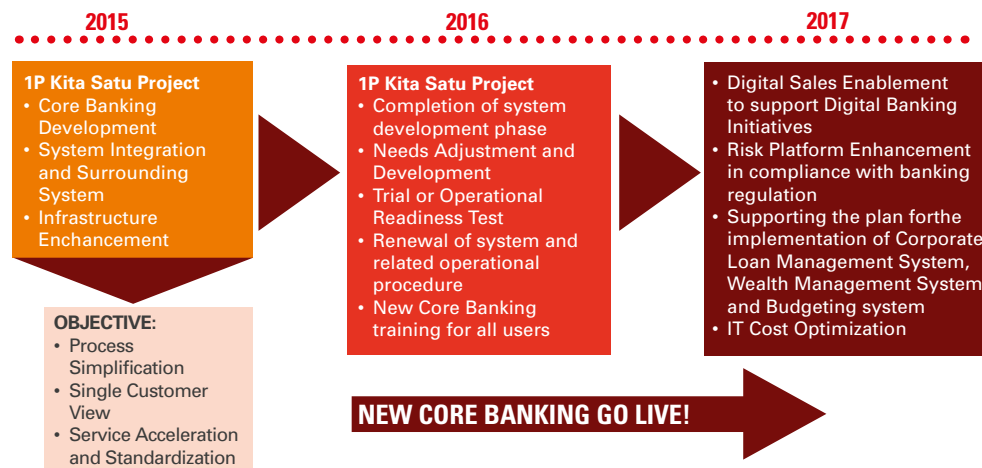 2015
2016
2017
1P Kita Satu Project
• Core Banking
Development
• System Integration
and Surrounding
System
• Infrastructure
Enchancement
OBJECTIVE:
• Process
Simplification
• Single Customer
View
• Service Acceleration
and Standardization
1P Kita Satu Project
• Completion of system
development phase
• Needs Adjustment and
Development
• Trial or Operational
Readiness Test
• Renewal of system and
related operational
procedure
• New Core Banking
training for all users
• Digital Sales Enablement
to support Digital Banking
Initiatives
• Risk Platform Enhancement
in compliance with banking
regulation
• Supporting the plan forthe
implementation of Corporate
Loan Management System,
Wealth Management System
and Budgeting system
• IT Cost Optimization
NEW CORE BANKING GO LIVE!